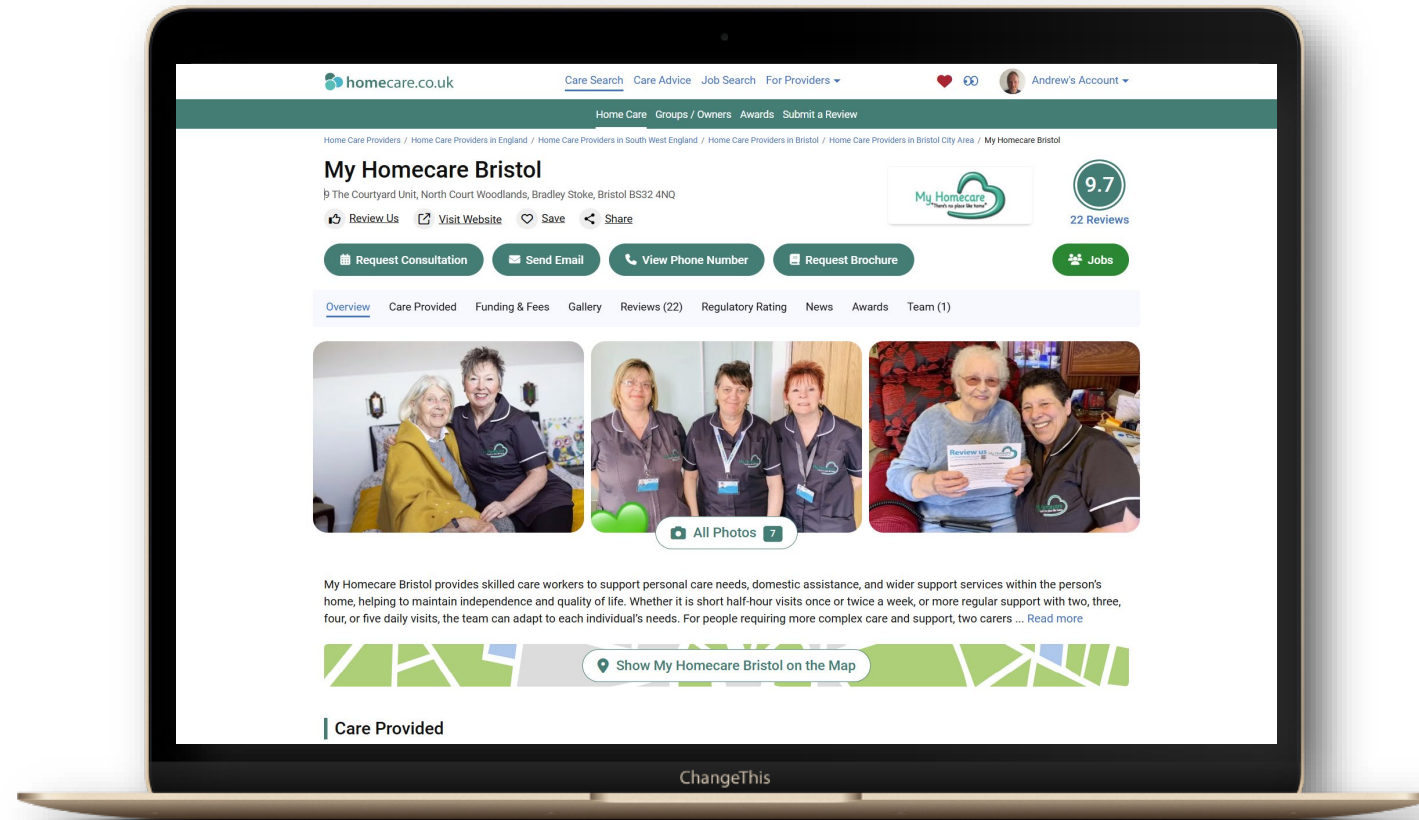 homecare.co.uk
Care Search Care Advice Job Search For Providers
Andrew's Account
Home Care Groups / Owners Awards Submit a Review
Home Care Providers / Home Care Providers in England / Home Care Providers in South West England / Home Care Providers in Bristol / Home Care Providers in Bristol City Area / My Homecare Bristol
My Homecare Bristol
9 The Courtyard Unit, North Court Woodlands, Bradley Stoke, Bristol BS32 4NQ
Review Us Visit Website Save Share
My Homecare
"There's no place like home"
9.7
22 Reviews
Request Consultation Send Email View Phone Number Request Brochure Jobs
Overview Care Provided Funding & Fees Gallery Reviews (22) Regulatory Rating News Awards Team (1)
Review us
All Photos 7
My Homecare Bristol provides skilled care workers to support personal care needs, domestic assistance, and wider support services within the person's
home, helping to maintain independence and quality of life. Whether it is short half-hour visits once or twice a week, or more regular support with two, three,
four, or five daily visits, the team can adapt to each individual's needs. For people requiring more complex care and support, two carers ... Read more
Show My Homecare Bristol on the Map
Care Provided
ChangeThis